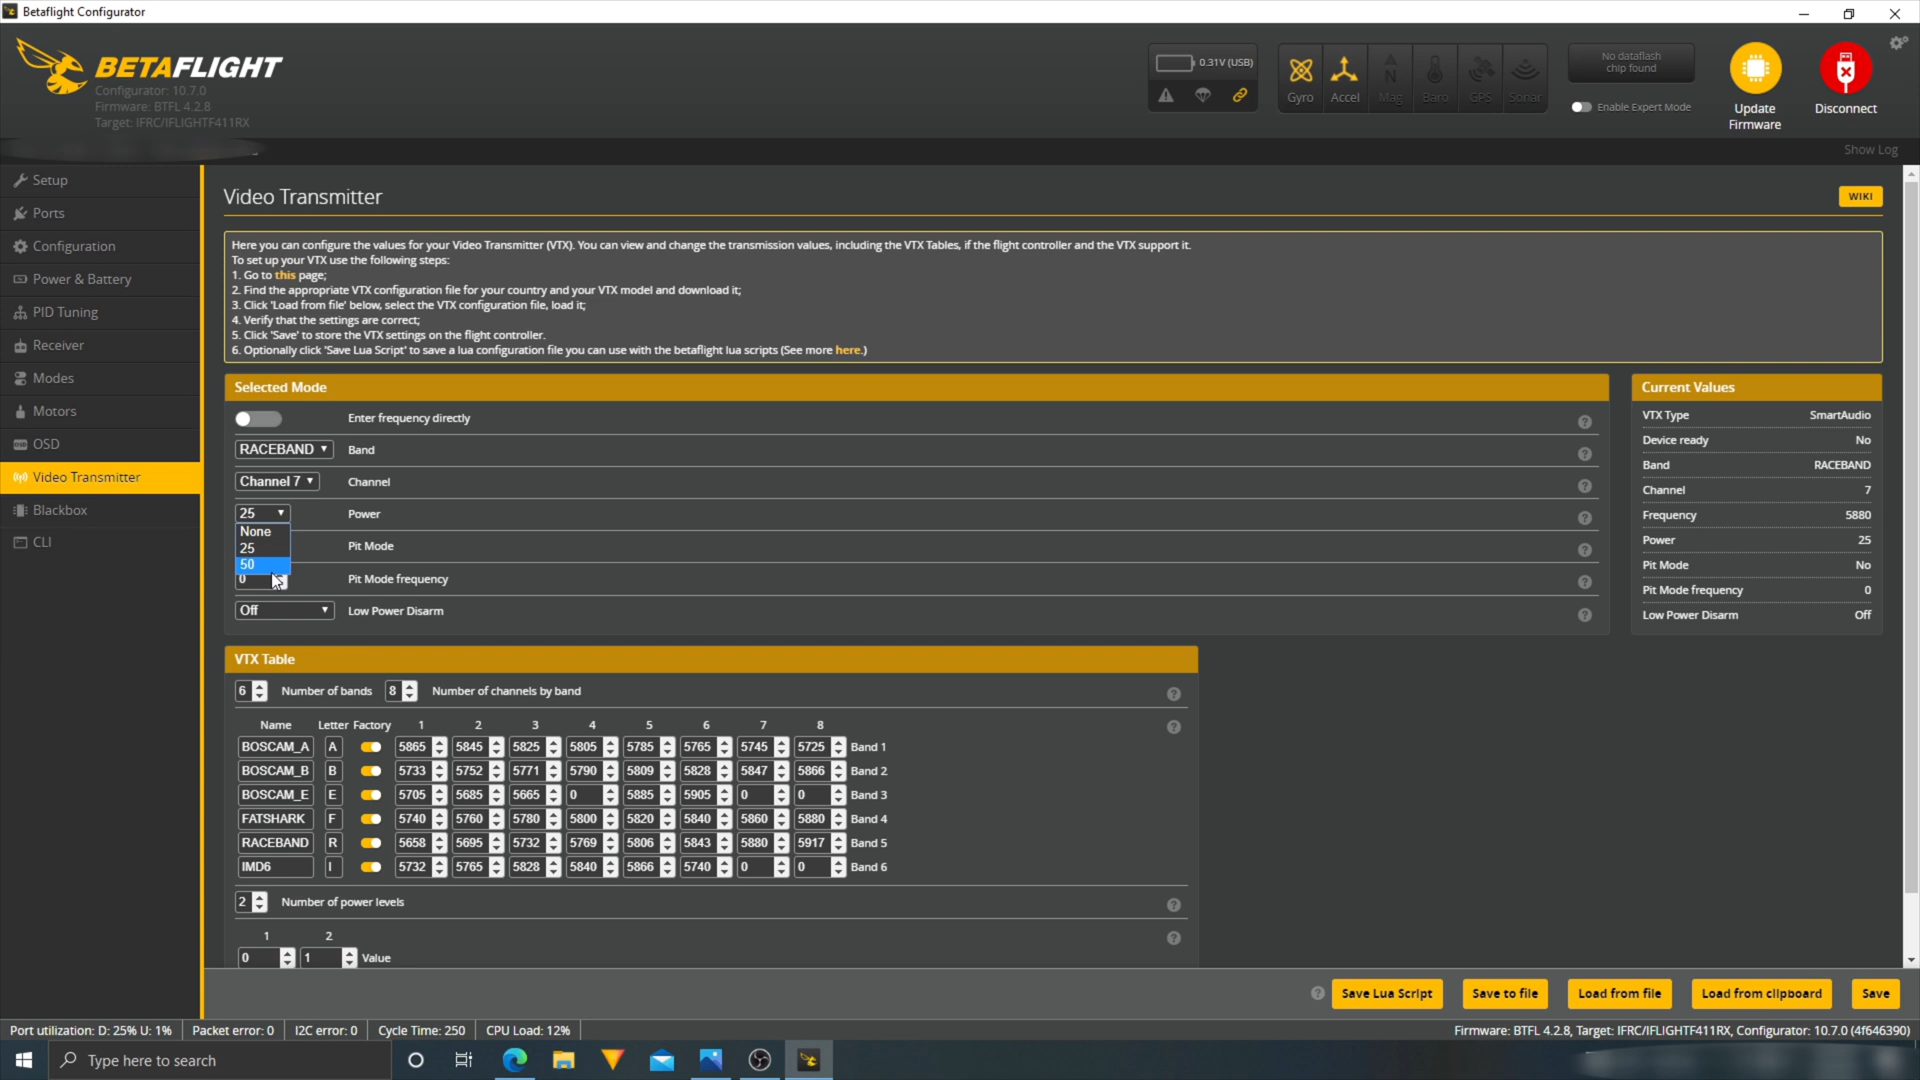 Betaflight Configurator
BETAFLIGHT
Configurator: 10.7.0
Firmware: BTFL 4.2.8
Target: IFRC/IFLIGHTF411RX
0.31V (USB)
Gyro
Accel
Mag
Baro
GPS
Sonar
No dataflash
chip found
Enable Expert Mode
Update
Firmware
Disconnect
Show Log
Setup
Ports
Configuration
Power & Battery
PID Tuning
Receiver
Modes
Motors
OSD
Video Transmitter
Blackbox
CLI
Video Transmitter
WIKI
Here you can configure the values for your Video Transmitter (VTX). You can view and change the transmission values, including the VTX Tables, if the flight controller and the VTX support it.
To set up your VTX use the following steps:
1. Go to this page;
2. Find the appropriate VTX configuration file for your country and your VTX model and download it;
3. Click 'Load from file' below, select the VTX configuration file, load it;
4. Verify that the settings are correct;
5. Click 'Save' to store the VTX settings on the flight controller.
6. Optionally click 'Save Lua Script' to save a lua configuration file you can use with the betaflight lua scripts (See more here.)
Selected Mode
Enter frequency directly
RACEBAND Band
Channel 7 Channel
25 Power
None
25
50
Pit Mode
0 Pit Mode frequency
Off Low Power Disarm
Current Values
VTX Type SmartAudio
Device ready No
Band RACEBAND
Channel 7
Frequency 5880
Power 25
Pit Mode No
Pit Mode frequency 0
Low Power Disarm Off
VTX Table
6 Number of bands 8 Number of channels by band
Name Letter Factory 1 2 3 4 5 6 7 8
BOSCAM_A A 5865 5845 5825 5805 5785 5765 5745 5725 Band 1
BOSCAM_B B 5733 5752 5771 5790 5809 5828 5847 5866 Band 2
BOSCAM_E E 5705 5685 5665 0 5885 5905 0 0 Band 3
FATSHARK F 5740 5760 5780 5800 5820 5840 5860 5880 Band 4
RACEBAND R 5658 5695 5732 5769 5806 5843 5880 5917 Band 5
IMD6 I 5732 5765 5828 5840 5866 5740 0 0 Band 6
2 Number of power levels
1 2
0 1 Value
Save Lua Script
Save to file
Load from file
Load from clipboard
Save
Port utilization: D: 25% U: 1%
Packet error: 0
I2C error: 0
Cycle Time: 250
CPU Load: 12%
Firmware: BTFL 4.2.8, Target: IFRC/IFLIGHTF411RX, Configurator: 10.7.0 (4f646390)
Type here to search